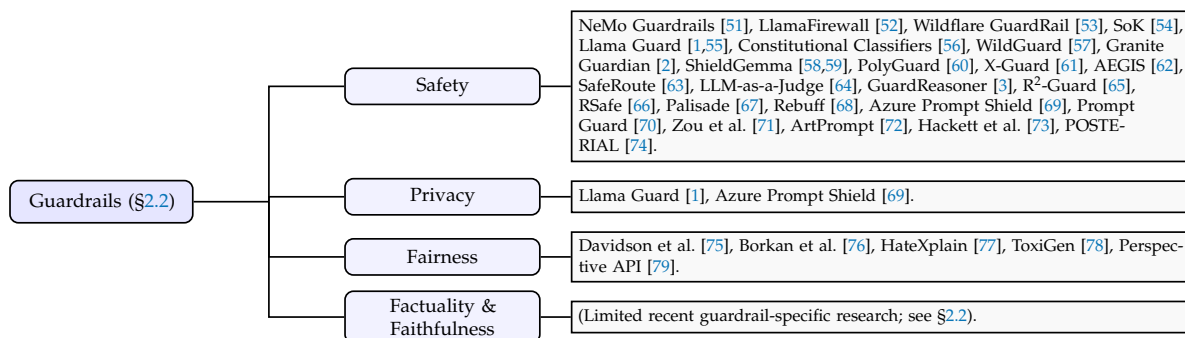 Guardrails (§2.2)
Safety
NeMo Guardrails [51], LlamaFirewall [52], Wildflare GuardRail [53], SoK [54],
Llama Guard [1,55], Constitutional Classifiers [56], WildGuard [57], Granite
Guardian [2], ShieldGemma [58,59], PolyGuard [60], X-Guard [61], AEGIS [62],
SafeRoute [63], LLM-as-a-Judge [64], GuardReasoner [3], R²-Guard [65],
RSafe [66], Palisade [67], Rebuff [68], Azure Prompt Shield [69], Prompt
Guard [70], Zou et al. [71], ArtPrompt [72], Hackett et al. [73], POSTE-
RIAL [74].
Privacy
Llama Guard [1], Azure Prompt Shield [69].
Fairness
Davidson et al. [75], Borkan et al. [76], HateXplain [77], ToxiGen [78], Perspec-
tive API [79].
Factuality &
Faithfulness
(Limited recent guardrail-specific research; see §2.2).